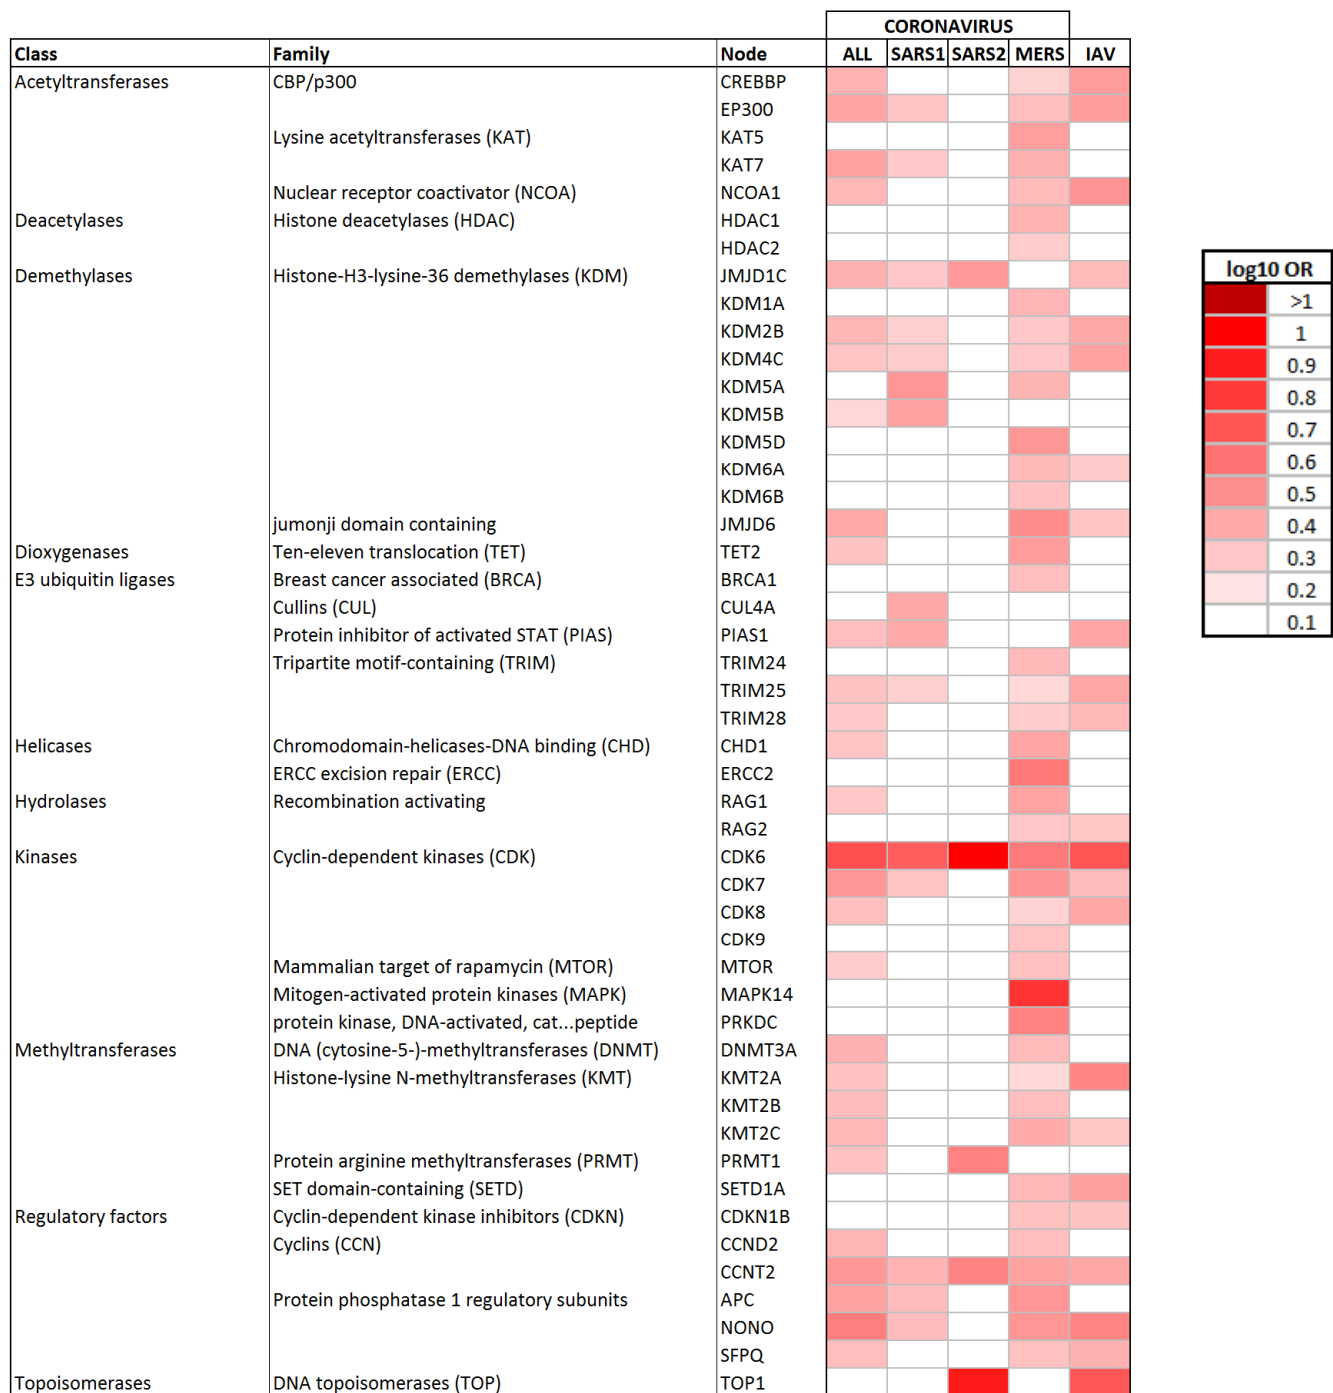 CORONAVIRUS
Class Family Node ALL SARS1 SARS2 MERS IAV
Acetyltransferases CBP/p300 CREBBP
EP300
Lysine acetyltransferases (KAT) KAT5
KAT7
Nuclear receptor coactivator (NCOA) NCOA1
Deacetylases Histone deacetylases (HDAC) HDAC1
HDAC2
Demethylases Histone-H3-lysine-36 demethylases (KDM) JMJD1C
KDM1A
KDM2B
KDM4C
KDM5A
KDM5B
KDM5D
KDM6A
KDM6B
jumonji domain containing JMJD6
Dioxygenases Ten-eleven translocation (TET) TET2
E3 ubiquitin ligases Breast cancer associated (BRCA) BRCA1
Cullins (CUL) CUL4A
Protein inhibitor of activated STAT (PIAS) PIAS1
Tripartite motif-containing (TRIM) TRIM24
TRIM25
TRIM28
Helicases Chromodomain-helicases-DNA binding (CHD) CHD1
ERCC excision repair (ERCC) ERCC2
Hydrolases Recombination activating RAG1
RAG2
Kinases Cyclin-dependent kinases (CDK) CDK6
CDK7
CDK8
CDK9
Mammalian target of rapamycin (MTOR) MTOR
Mitogen-activated protein kinases (MAPK) MAPK14
protein kinase, DNA-activated, cat...peptide PRKDC
Methyltransferases DNA (cytosine-5-)-methyltransferases (DNMT) DNMT3A
Histone-lysine N-methyltransferases (KMT) KMT2A
KMT2B
KMT2C
Protein arginine methyltransferases (PRMT) PRMT1
SET domain-containing (SETD) SETD1A
Regulatory factors Cyclin-dependent kinase inhibitors (CDKN) CDKN1B
Cyclins (CCN) CCND2
CCNT2
Protein phosphatase 1 regulatory subunits APC
NONO
SFPQ
Topoisomerases DNA topoisomerases (TOP) TOP1
log10 OR
>1
1
0.9
0.8
0.7
0.6
0.5
0.4
0.3
0.2
0.1